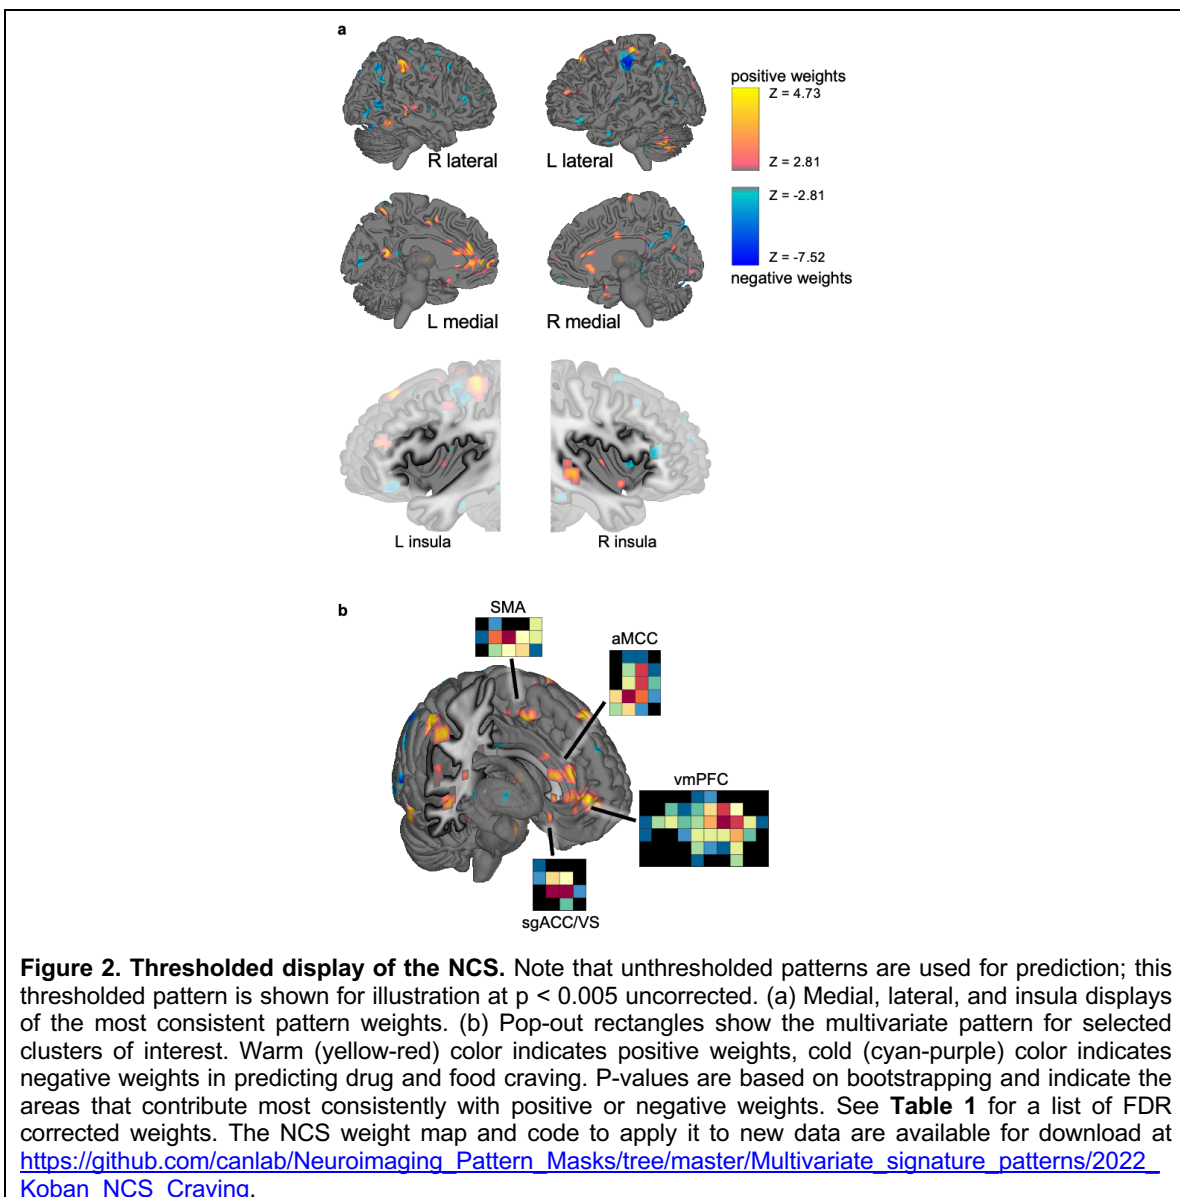 a
positive weights
Z = 4.73
Z = 2.81
Z = -2.81
Z = -7.52
negative weights
R lateral
L lateral
L medial
R medial
L insula
R insula
b
SMA
aMCC
vmPFC
sgACC/VS
Figure 2. Thresholded display of the NCS. Note that unthresholded patterns are used for prediction; this
thresholded pattern is shown for illustration at p < 0.005 uncorrected. (a) Medial, lateral, and insula displays
of the most consistent pattern weights. (b) Pop-out rectangles show the multivariate pattern for selected
clusters of interest. Warm (yellow-red) color indicates positive weights, cold (cyan-purple) color indicates
negative weights in predicting drug and food craving. P-values are based on bootstrapping and indicate the
areas that contribute most consistently with positive or negative weights. See Table 1 for a list of FDR
corrected weights. The NCS weight map and code to apply it to new data are available for download at
https://github.com/canlab/Neuroimaging_Pattern_Masks/tree/master/Multivariate_signature_patterns/2022_
Koban_NCS_Craving.